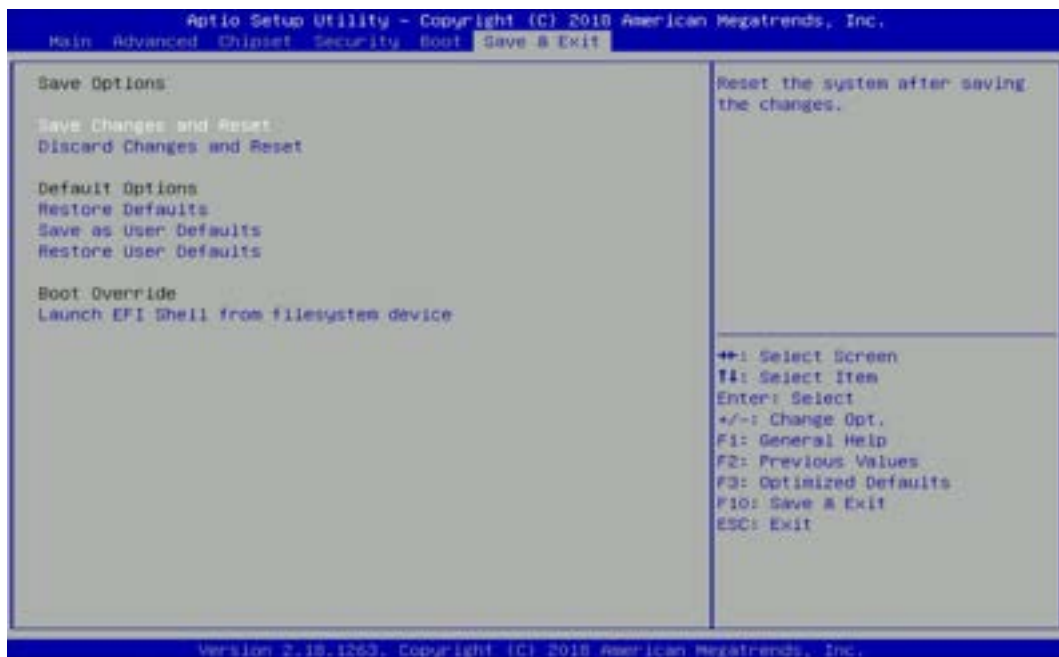 Aptio Setup Utility - Copyright (C) 2018 American Megatrends, Inc.
Main Advanced Chipset Security Boot Save & Exit
Save Options
Save Changes and Reset
Discard Changes and Reset
Default Options
Restore Defaults
Save as User Defaults
Restore User Defaults
Boot Override
Launch EFI Shell from filesystem device
Reset the system after saving
the changes.
→←: Select Screen
↑↓: Select Item
Enter: Select
+/-: Change Opt.
F1: General Help
F2: Previous Values
F3: Optimized Defaults
F10: Save & Exit
ESC: Exit
Version 2.18.1263. Copyright (C) 2018 American Megatrends, Inc.